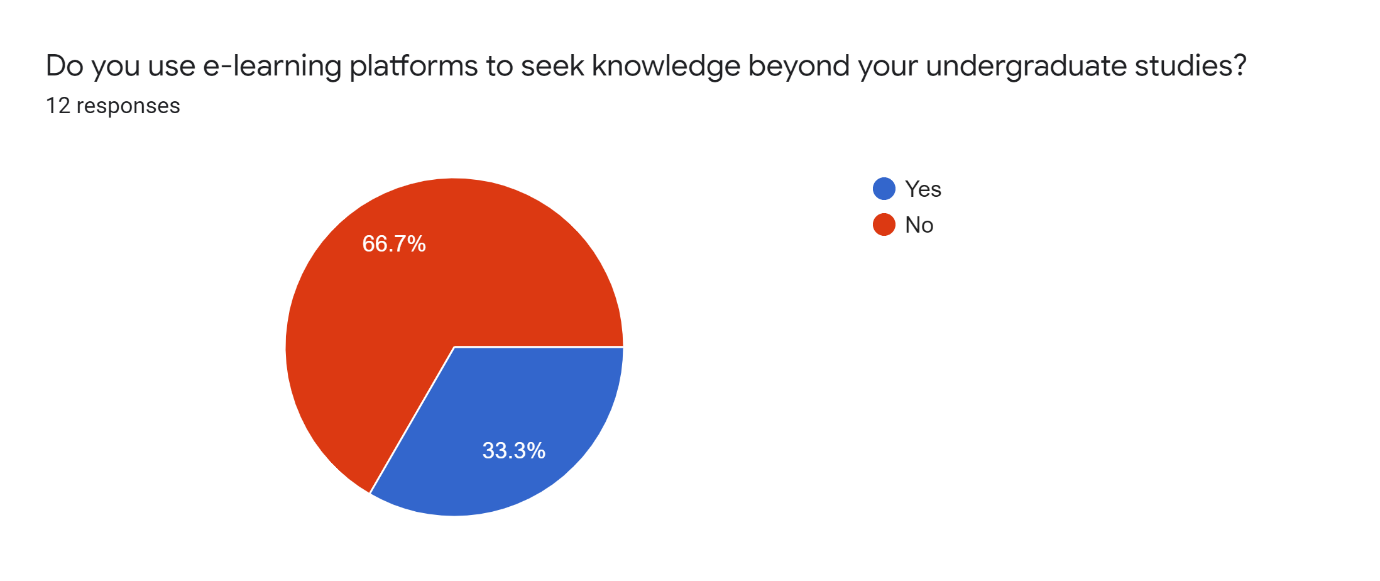 Do you use e-learning platforms to seek knowledge beyond your undergraduate studies?
12 responses
Yes
No
66.7%
33.3%